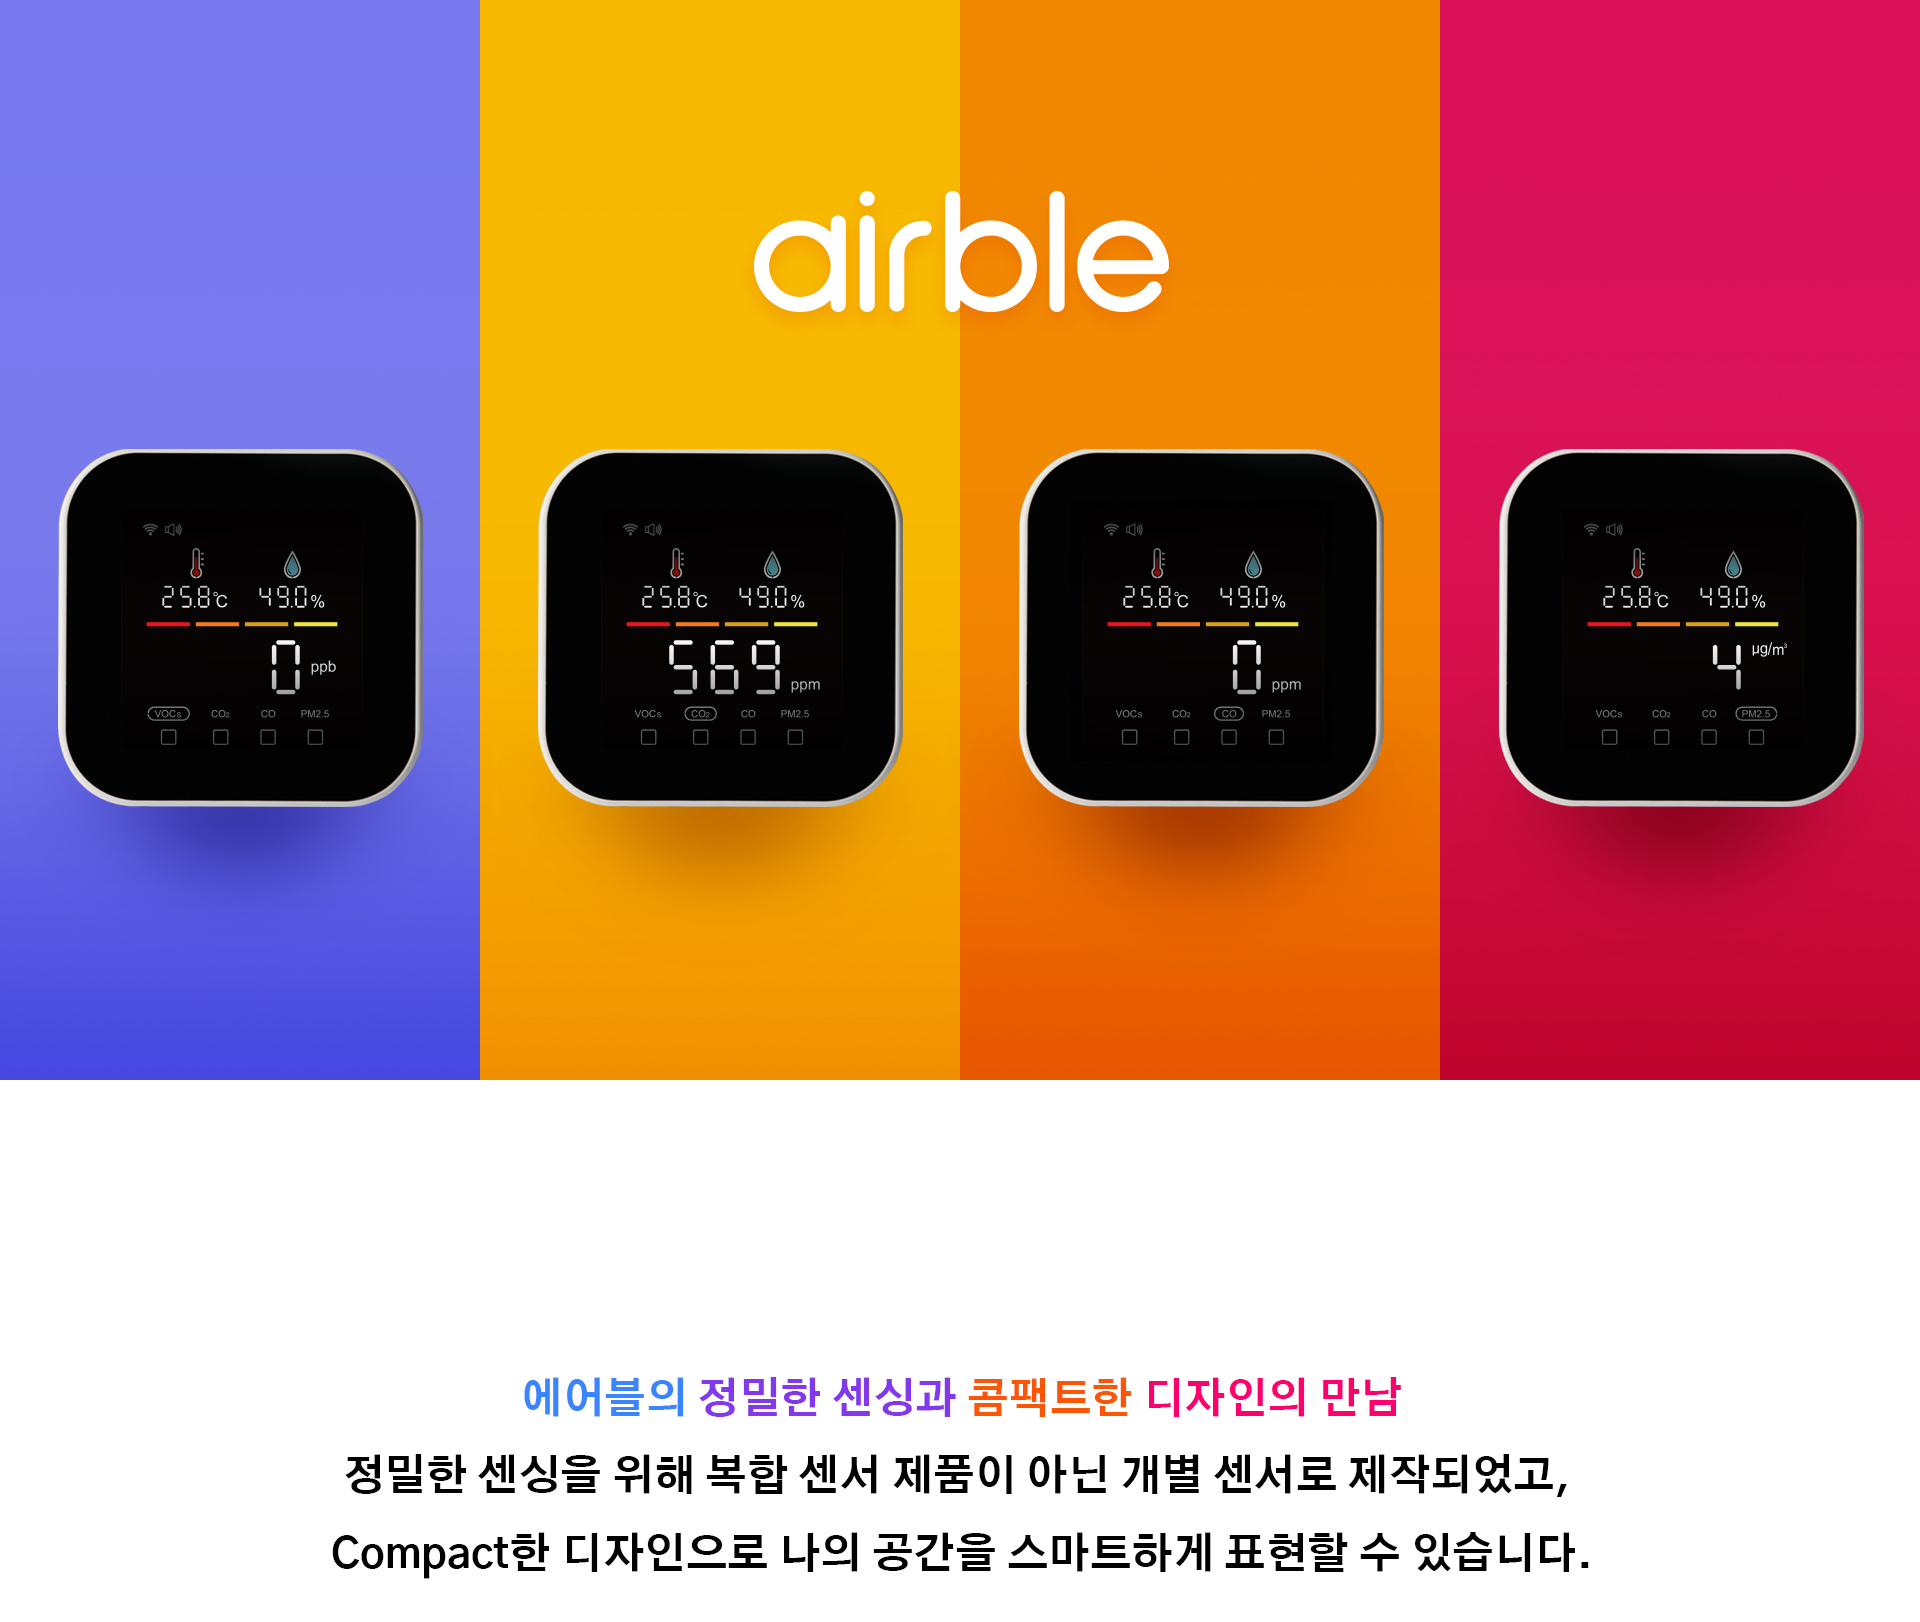 airble
25.8℃ 49.0%
0 ppb
VOCs CO₂ CO PM2.5
25.8℃ 49.0%
569 ppm
VOCs CO₂ CO PM2.5
25.8℃ 49.0%
0 ppm
VOCs CO₂ CO PM2.5
25.8℃ 49.0%
4 μg/m³
VOCs CO₂ CO PM2.5
에어블의 정밀한 센싱과 콤팩트한 디자인의 만남
정밀한 센싱을 위해 복합 센서 제품이 아닌 개별 센서로 제작되었고,
Compact한 디자인으로 나의 공간을 스마트하게 표현할 수 있습니다.